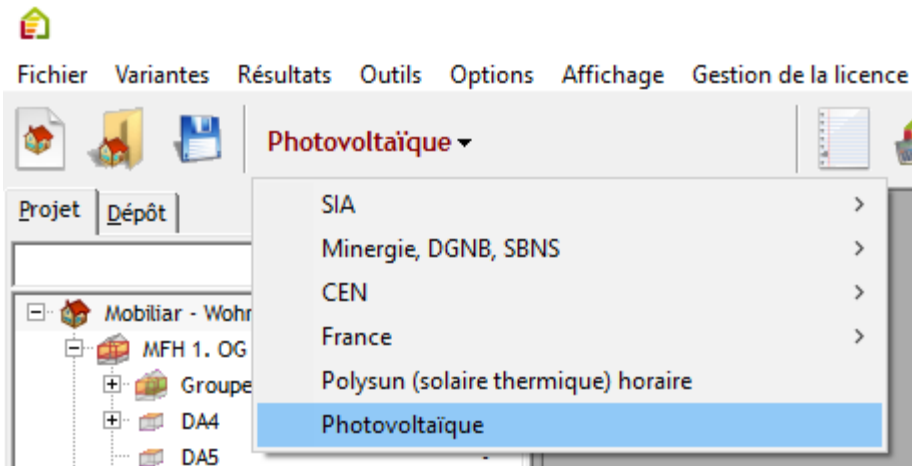 Fichier Variantes Résultats Outils Options Affichage Gestion de la licence
Photovoltaïque
Projet Dépôt
SIA
Minergie, DGNB, SBNS
CEN
France
Polysun (solaire thermique) horaire
Photovoltaïque
Mobiliar -
MFH 1. OG
Groupe
DA4
DA5